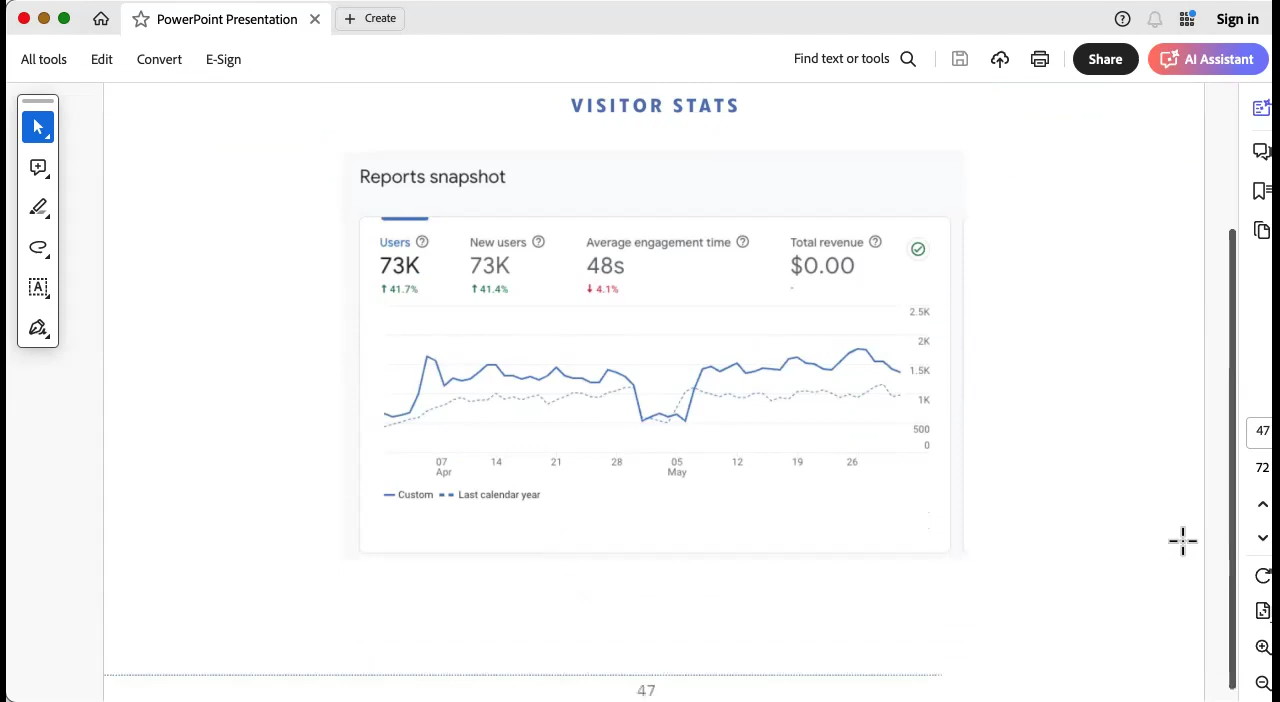 PowerPoint Presentation
Create
Sign in
All tools
Edit
Convert
E-Sign
Find text or tools
Share
AI Assistant
VISITOR STATS
Reports snapshot
Users
New users
Average engagement time
Total revenue
73K
73K
48s
$0.00
↑ 41.7%
↑ 41.4%
↓ 4.1%
-
2.5K
2K
1.5K
1K
500
0
07
14
21
28
05
12
19
26
Apr
May
Custom
Last calendar year
47
47
72